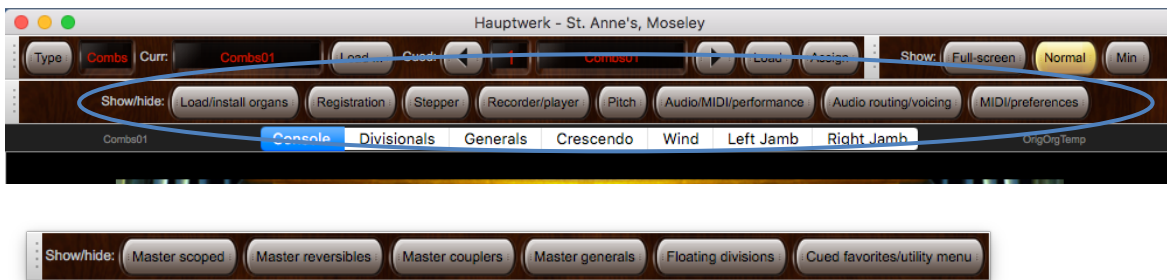 Hauptwerk - St. Anne's, Moseley
Type Combs Curr: Combs01 Load ... Cued: 1 Combs01 Load Assign Show: Full-screen Normal Min
Show/hide: Load/install organs Registration Stepper Recorder/player Pitch Audio/MIDI/performance Audio routing/voicing MIDI/preferences
Combs01 Console Divisionals Generals Crescendo Wind Left Jamb Right Jamb OrigOrgTemp
Show/hide: Master scoped Master reversibles Master couplers Master generals Floating divisions Cued favorites/utility menu